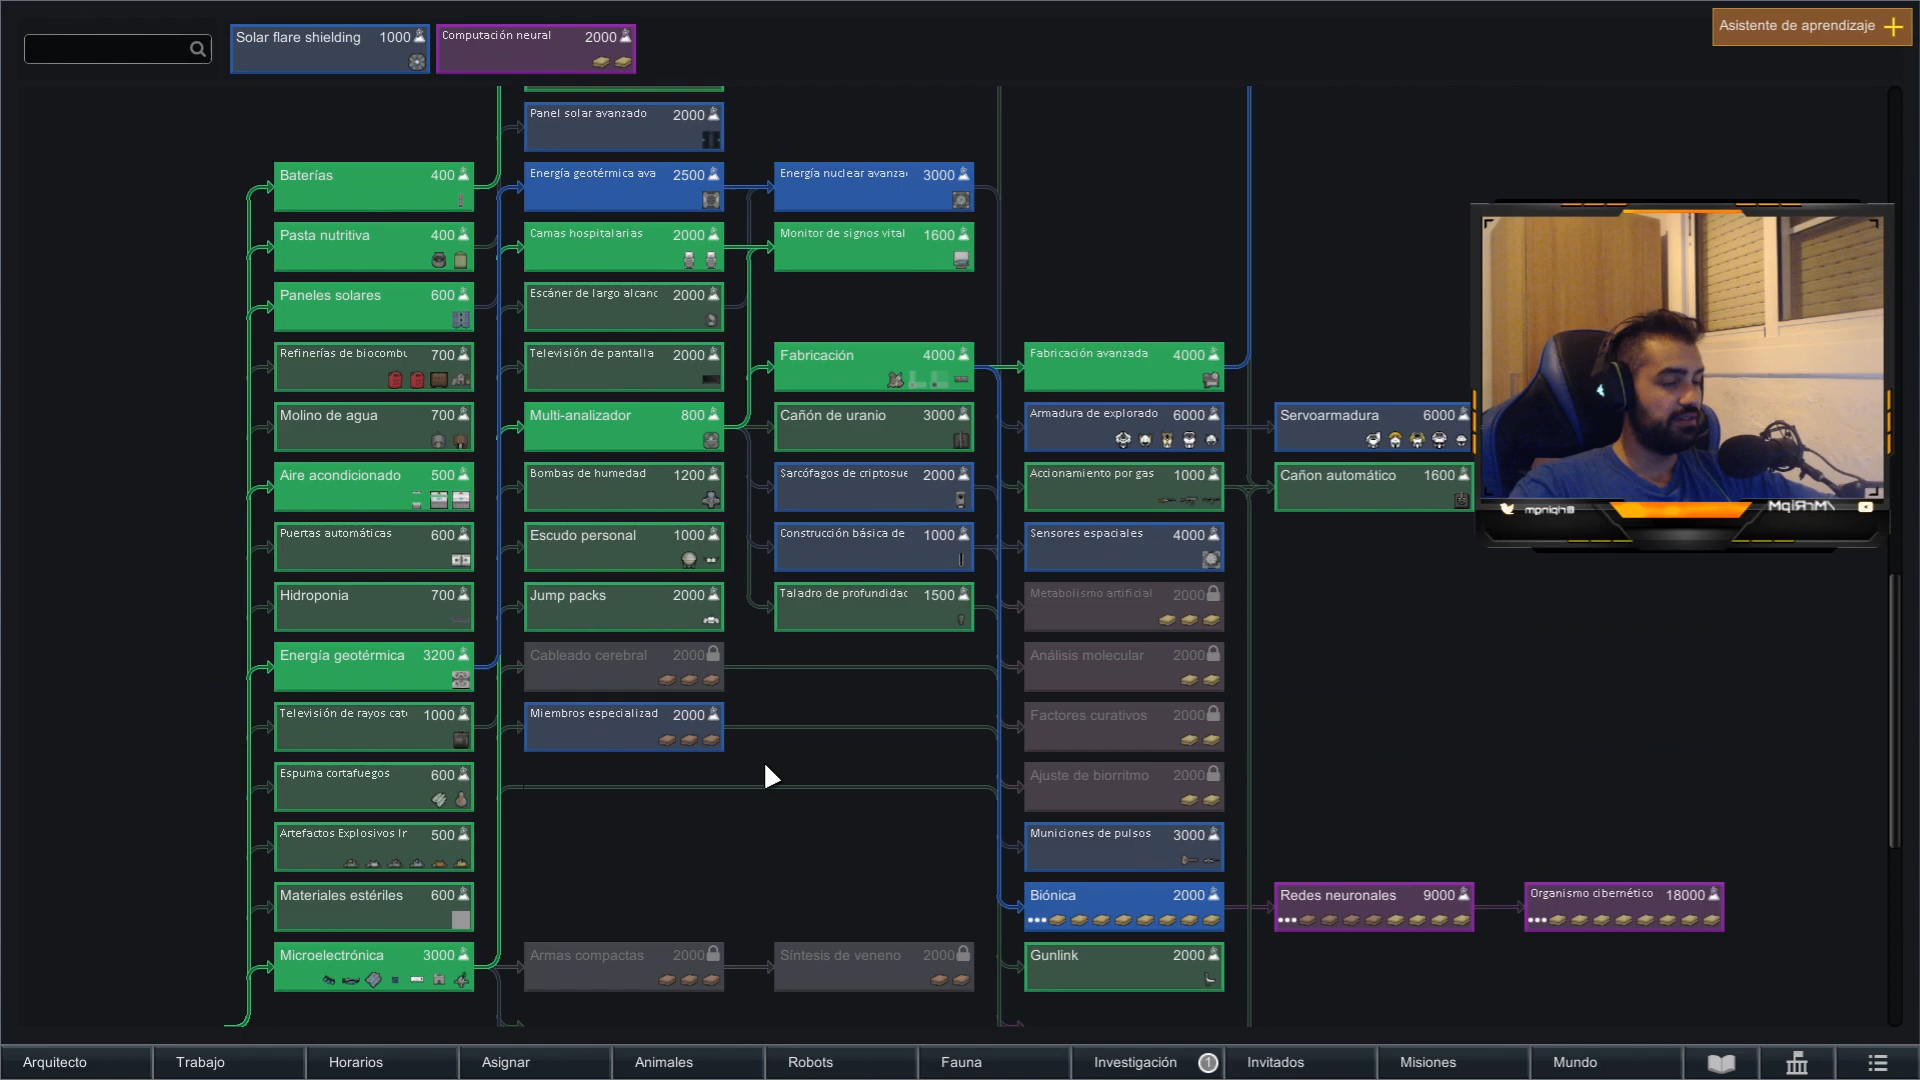 Solar flare shielding 1000
Computación neural 2000
Asistente de aprendizaje
Panel solar avanzado 2000
Baterías 400
Energía geotérmica ava 2500
Energía nuclear avanza 3000
Pasta nutritiva 400
Camas hospitalarias 2000
Monitor de signos vital 1600
Paneles solares 600
Escáner de largo alcanc 2000
Refinerías de biocombu 700
Televisión de pantalla 2000
Fabricación 4000
Fabricación avanzada 4000
Molino de agua 700
Multi-analizador 800
Cañón de uranio 3000
Armadura de explorado 6000
Servoarmadura 6000
Aire acondicionado 500
Bombas de humedad 1200
Sarcófagos de criptosue 2000
Accionamiento por gas 1000
Cañon automático 1600
Puertas automáticas 600
Escudo personal 1000
Construcción básica de 1000
Sensores espaciales 4000
Hidroponia 700
Jump packs 2000
Taladro de profundidac 1500
Metabolismo artificial 2000
Energía geotérmica 3200
Cableado cerebral 2000
Análisis molecular 2000
Televisión de rayos cato 1000
Miembros especializad 2000
Factores curativos 2000
Espuma cortafuegos 600
Ajuste de biorritmo 2000
Artefactos Explosivos Ir 500
Municiones de pulsos 3000
Materiales estériles 600
Biónica 2000
Redes neuronales 9000
Organismo cibernético 18000
Microelectrónica 3000
Armas compactas 2000
Síntesis de veneno 2000
Gunlink 2000
Arquitecto
Trabajo
Horarios
Asignar
Animales
Robots
Fauna
Investigación 1
Invitados
Misiones
Mundo